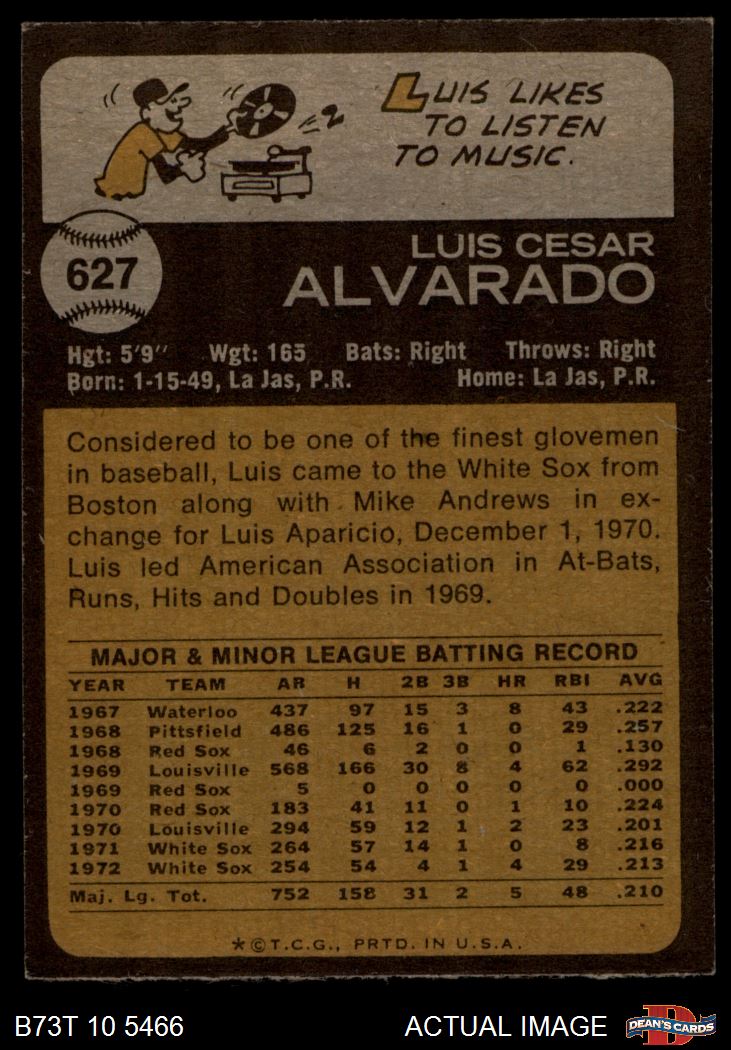 LUIS LIKES
TO LISTEN
TO MUSIC.
627
LUIS CESAR
ALVARADO
Hgt: 5'9" Wgt: 165 Bats: Right Throws: Right
Born: 1-15-49, La Jas, P.R. Home: La Jas, P.R.
Considered to be one of the finest glovemen
in baseball, Luis came to the White Sox from
Boston along with Mike Andrews in ex-
change for Luis Aparicio, December 1, 1970.
Luis led American Association in At-Bats,
Runs, Hits and Doubles in 1969.
MAJOR & MINOR LEAGUE BATTING RECORD
YEAR TEAM AB H 2B 3B HR RBI AVG
1967 Waterloo 437 97 15 3 8 43 .222
1968 Pittsfield 486 125 16 1 0 29 .257
1968 Red Sox 46 6 2 0 0 1 .130
1969 Louisville 568 166 30 8 4 62 .292
1969 Red Sox 5 0 0 0 0 0 .000
1970 Red Sox 183 41 11 0 1 10 .224
1970 Louisville 294 59 12 1 2 23 .201
1971 White Sox 264 57 14 1 0 8 .216
1972 White Sox 254 54 4 1 4 29 .213
Maj. Lg. Tot. 752 158 31 2 5 48 .210
*©T.C.G., PRTD. IN U.S.A.
B73T 10 5466 ACTUAL IMAGE
D
DEAN'S CARDS